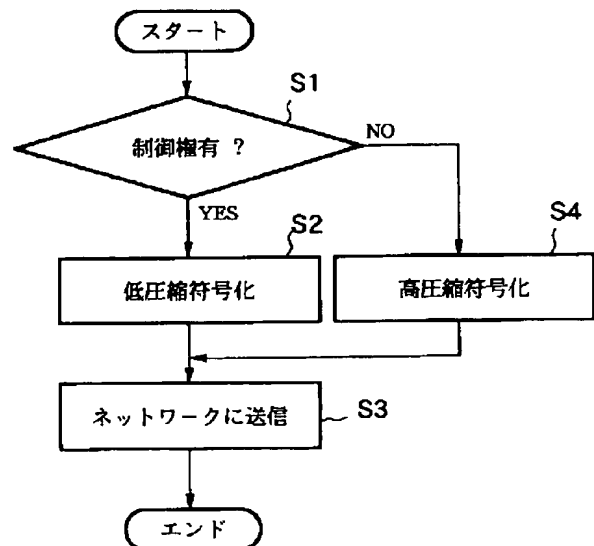 スタート
S1
制御権有 ?
NO
YES
S2
S4
低圧縮符号化
高圧縮符号化
ネットワークに送信
S3
エンド